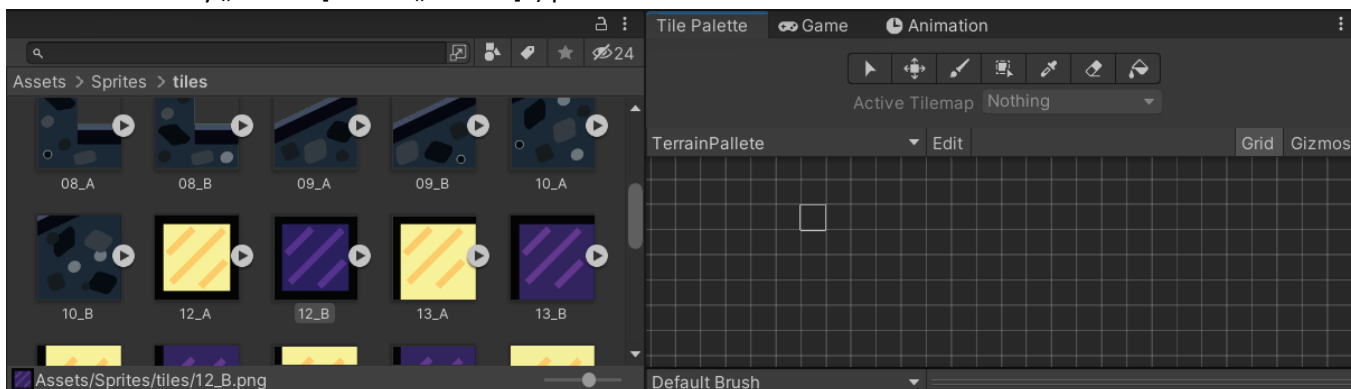 24
Assets > Sprites > tiles
08_A 08_B 09_A 09_B 10_A
10_B 12_A 12_B 13_A 13_B
Assets/Sprites/tiles/12_B.png
Tile Palette Game Animation
Active Tilemap Nothing
TerrainPallete Edit Grid Gizmos
Default Brush